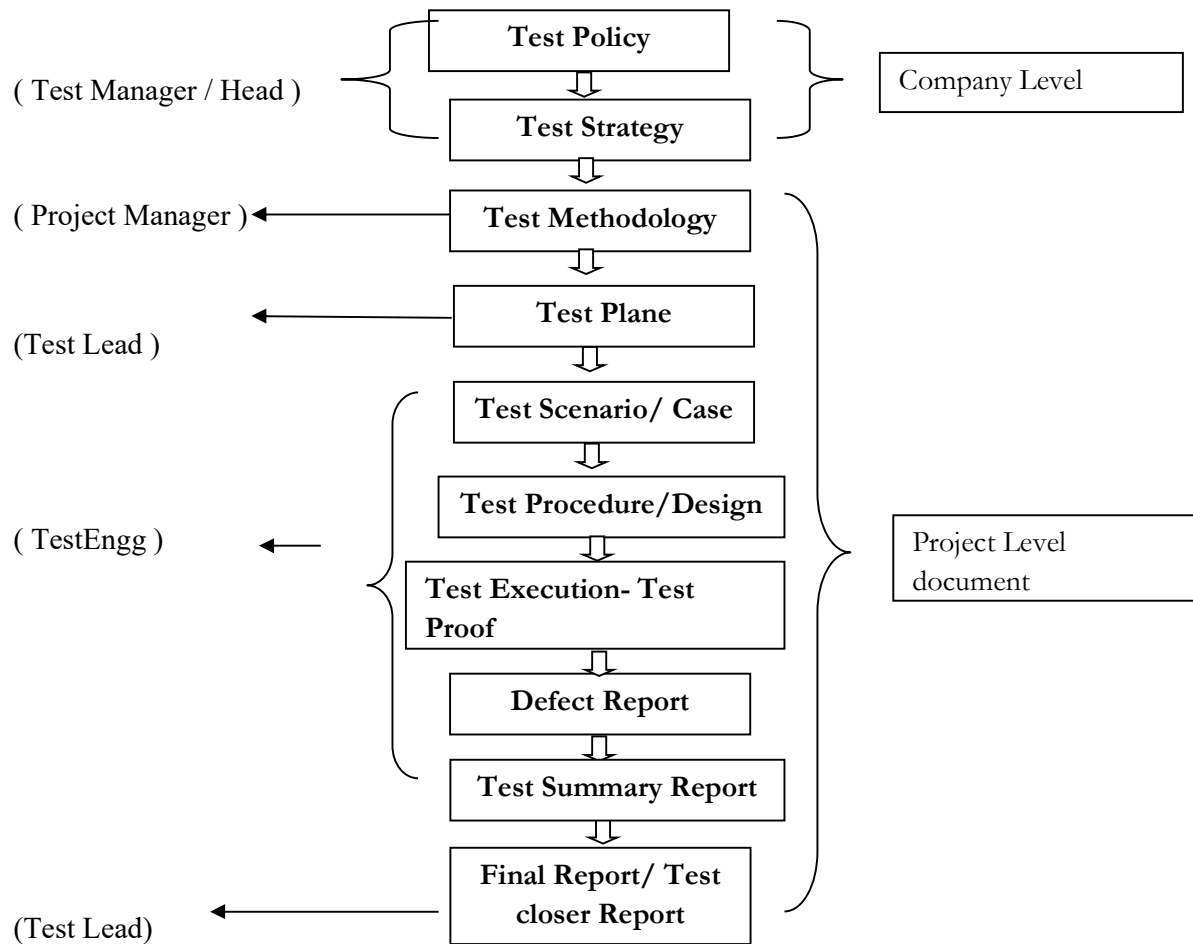 Test Policy
( Test Manager / Head )
Company Level
Test Strategy
( Project Manager )
Test Methodology
Test Plane
(Test Lead )
Test Scenario/ Case
Test Procedure/Design
( TestEngg )
Project Level
document
Test Execution- Test
Proof
Defect Report
Test Summary Report
Final Report/ Test
closer Report
(Test Lead)